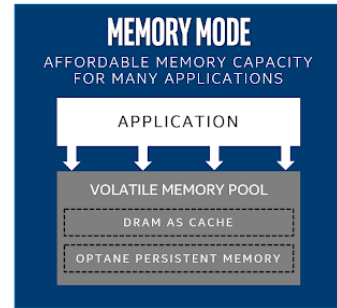 MEMORY MODE
AFFORDABLE MEMORY CAPACITY
FOR MANY APPLICATIONS
APPLICATION
VOLATILE MEMORY POOL
DRAM AS CACHE
OPTANE PERSISTENT MEMORY